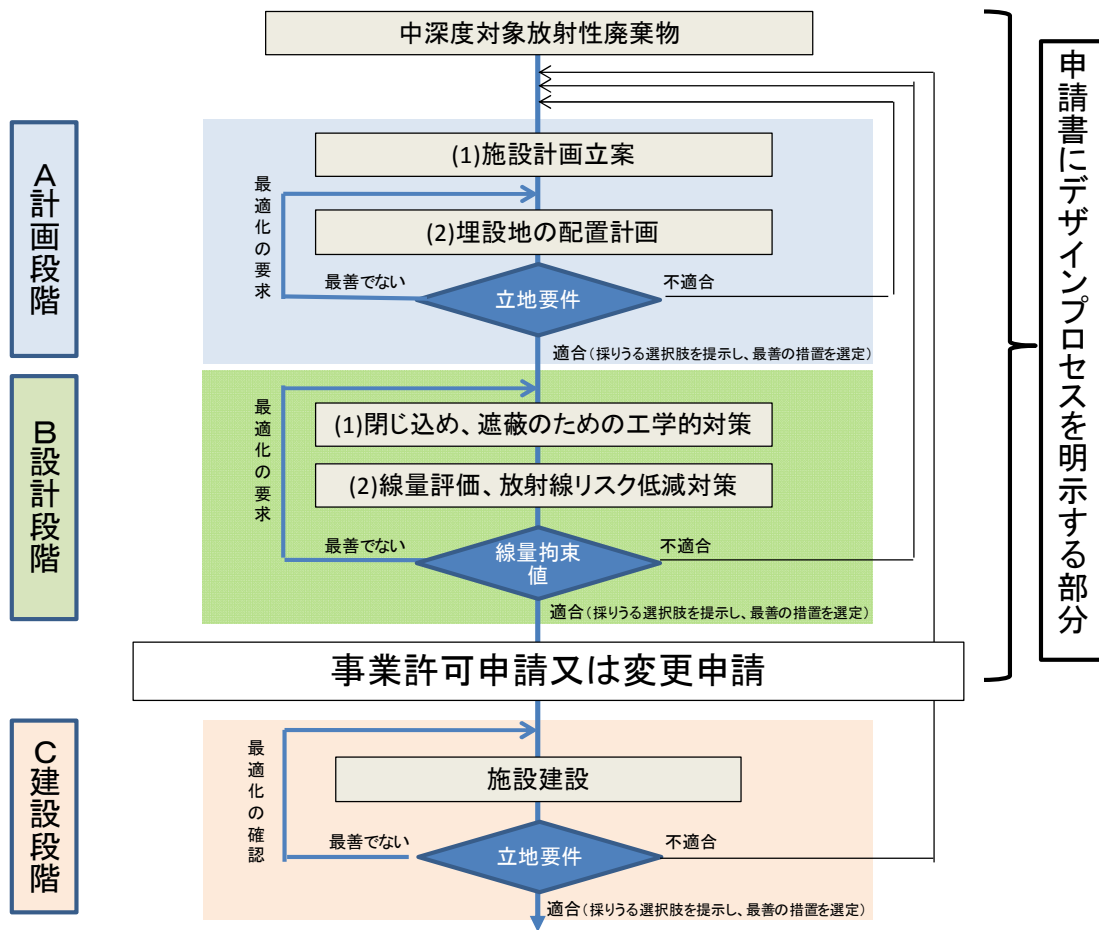 中深度対象放射性廃棄物
申請書にデザインプロセスを明示する部分
A計画段階
(1)施設計画立案
最適化の要求
(2)埋設地の配置計画
最善でない
立地要件
不適合
適合(採りうる選択肢を提示し、最善の措置を選定)
B設計段階
最適化の要求
(1)閉じ込め、遮蔽のための工学的対策
(2)線量評価、放射線リスク低減対策
最善でない
線量拘束
値
不適合
適合(採りうる選択肢を提示し、最善の措置を選定)
事業許可申請又は変更申請
C建設段階
最適化の確認
施設建設
最善でない
立地要件
不適合
適合(採りうる選択肢を提示し、最善の措置を選定)